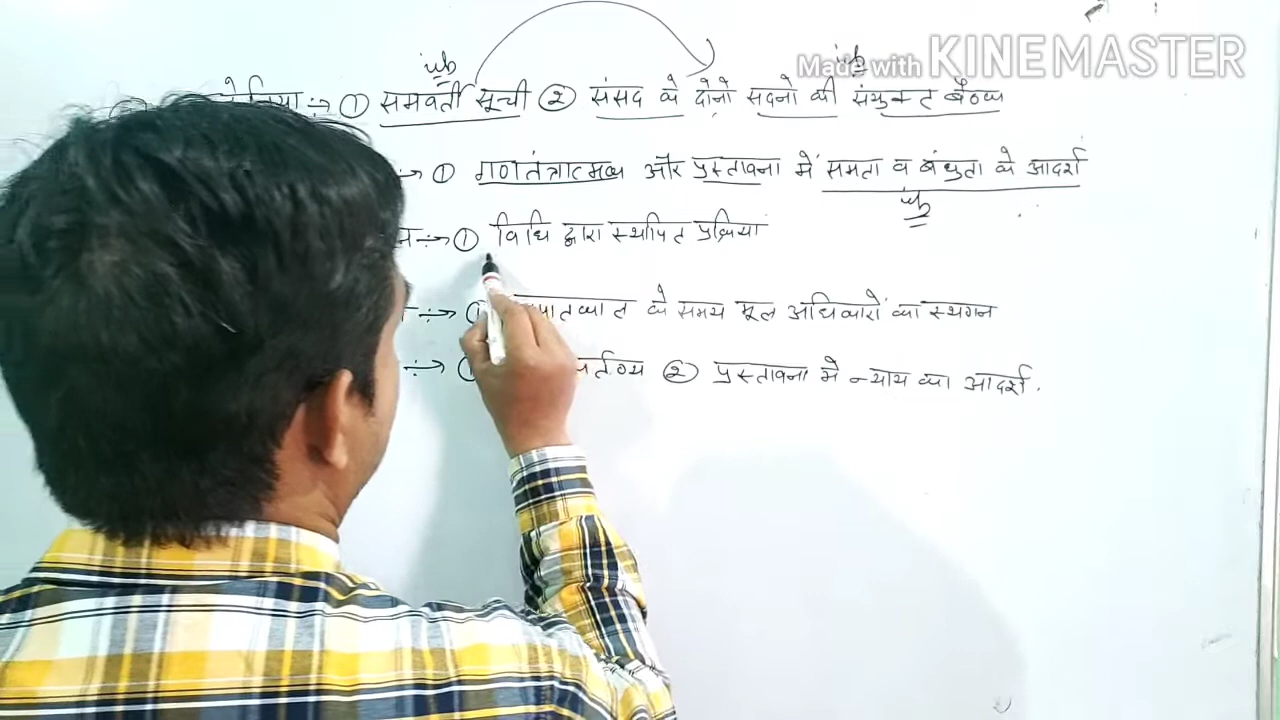 Made with KINEMASTER
① समवर्ती सूची ② संसद के दोनो सदनो की संयुक्त बैठक
① गणतंत्रात्मक और प्रस्तावना में समता व बंधुता के आदर्श
① विधि द्वारा स्थापित प्रक्रिया
के समय मूल अधिकारों का स्थगन
② प्रस्तावना मे न्याय का आदर्श.